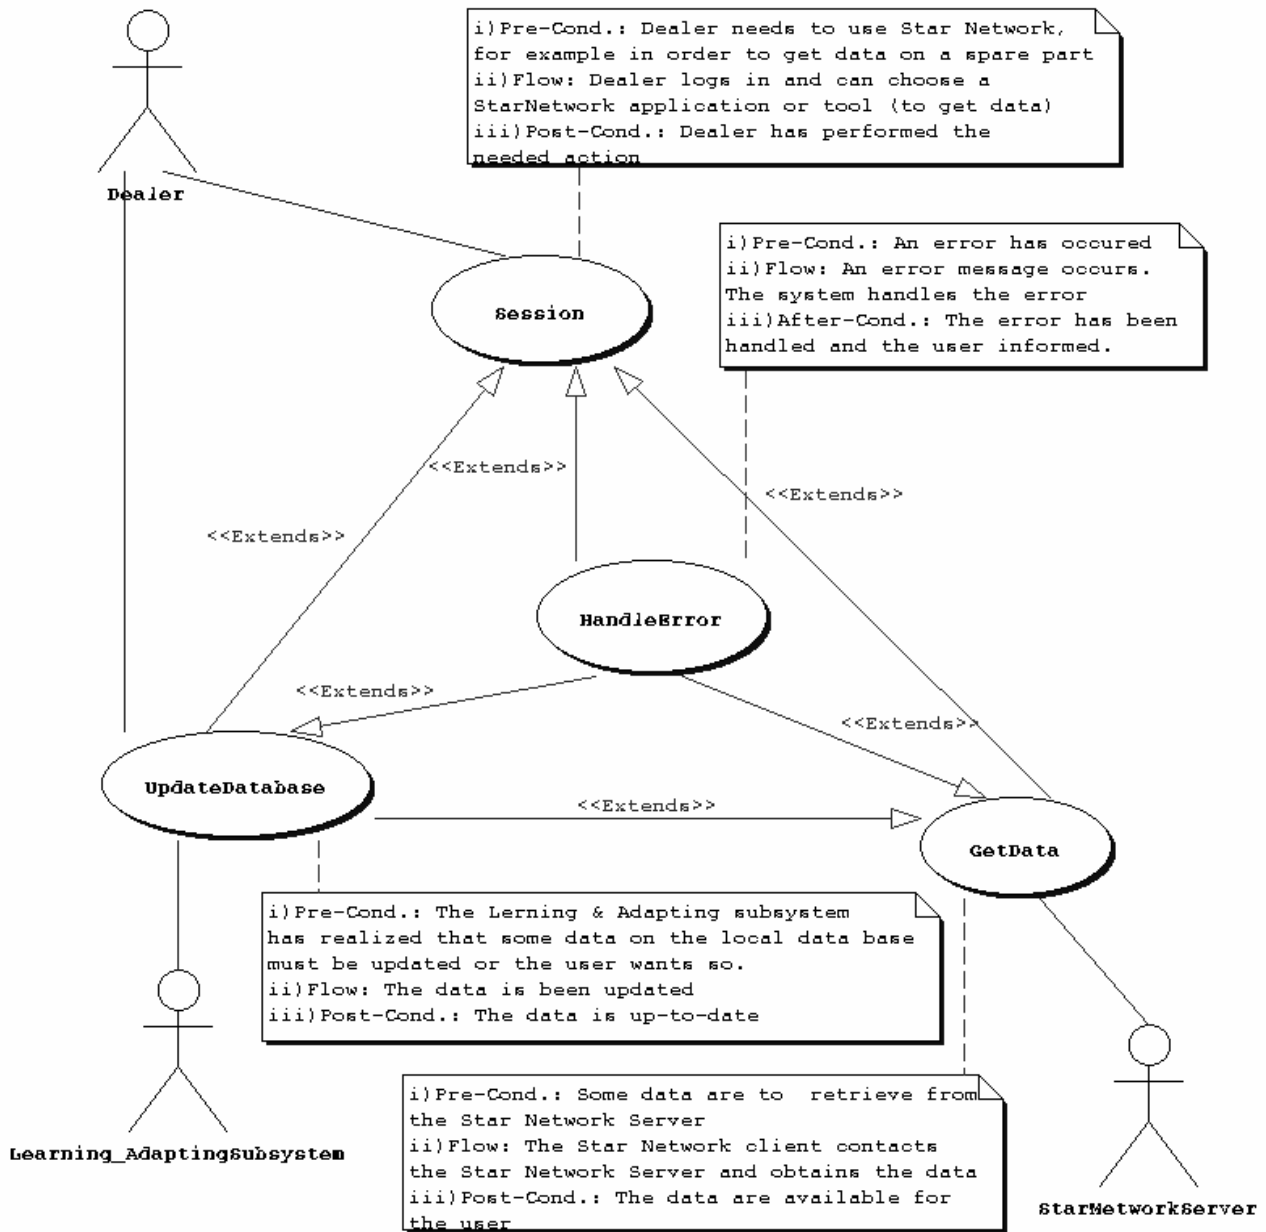 i)Pre-Cond.: Dealer needs to use Star Network,
for example in order to get data on a spare part
ii)Flow: Dealer logs in and can choose a
StarNetwork application or tool (to get data)
iii)Post-Cond.: Dealer has performed the
needed action
Dealer
i)Pre-Cond.: An error has occured
ii)Flow: An error message occurs.
The system handles the error
iii)After-Cond.: The error has been
handled and the user informed.
Session
<<Extends>>
<<Extends>>
<<Extends>>
HandleError
<<Extends>>
<<Extends>>
UpdateDatabase
<<Extends>>
GetData
i)Pre-Cond.: The Lerning & Adapting subsystem
has realized that some data on the local data base
must be updated or the user wants so.
ii)Flow: The data is been updated
iii)Post-Cond.: The data is up-to-date
i)Pre-Cond.: Some data are to  retrieve from
the Star Network Server
ii)Flow: The Star Network client contacts
the Star Network Server and obtains the data
iii)Post-Cond.: The data are available for
the user
Learning_AdaptingSubsystem
StarNetworkServer